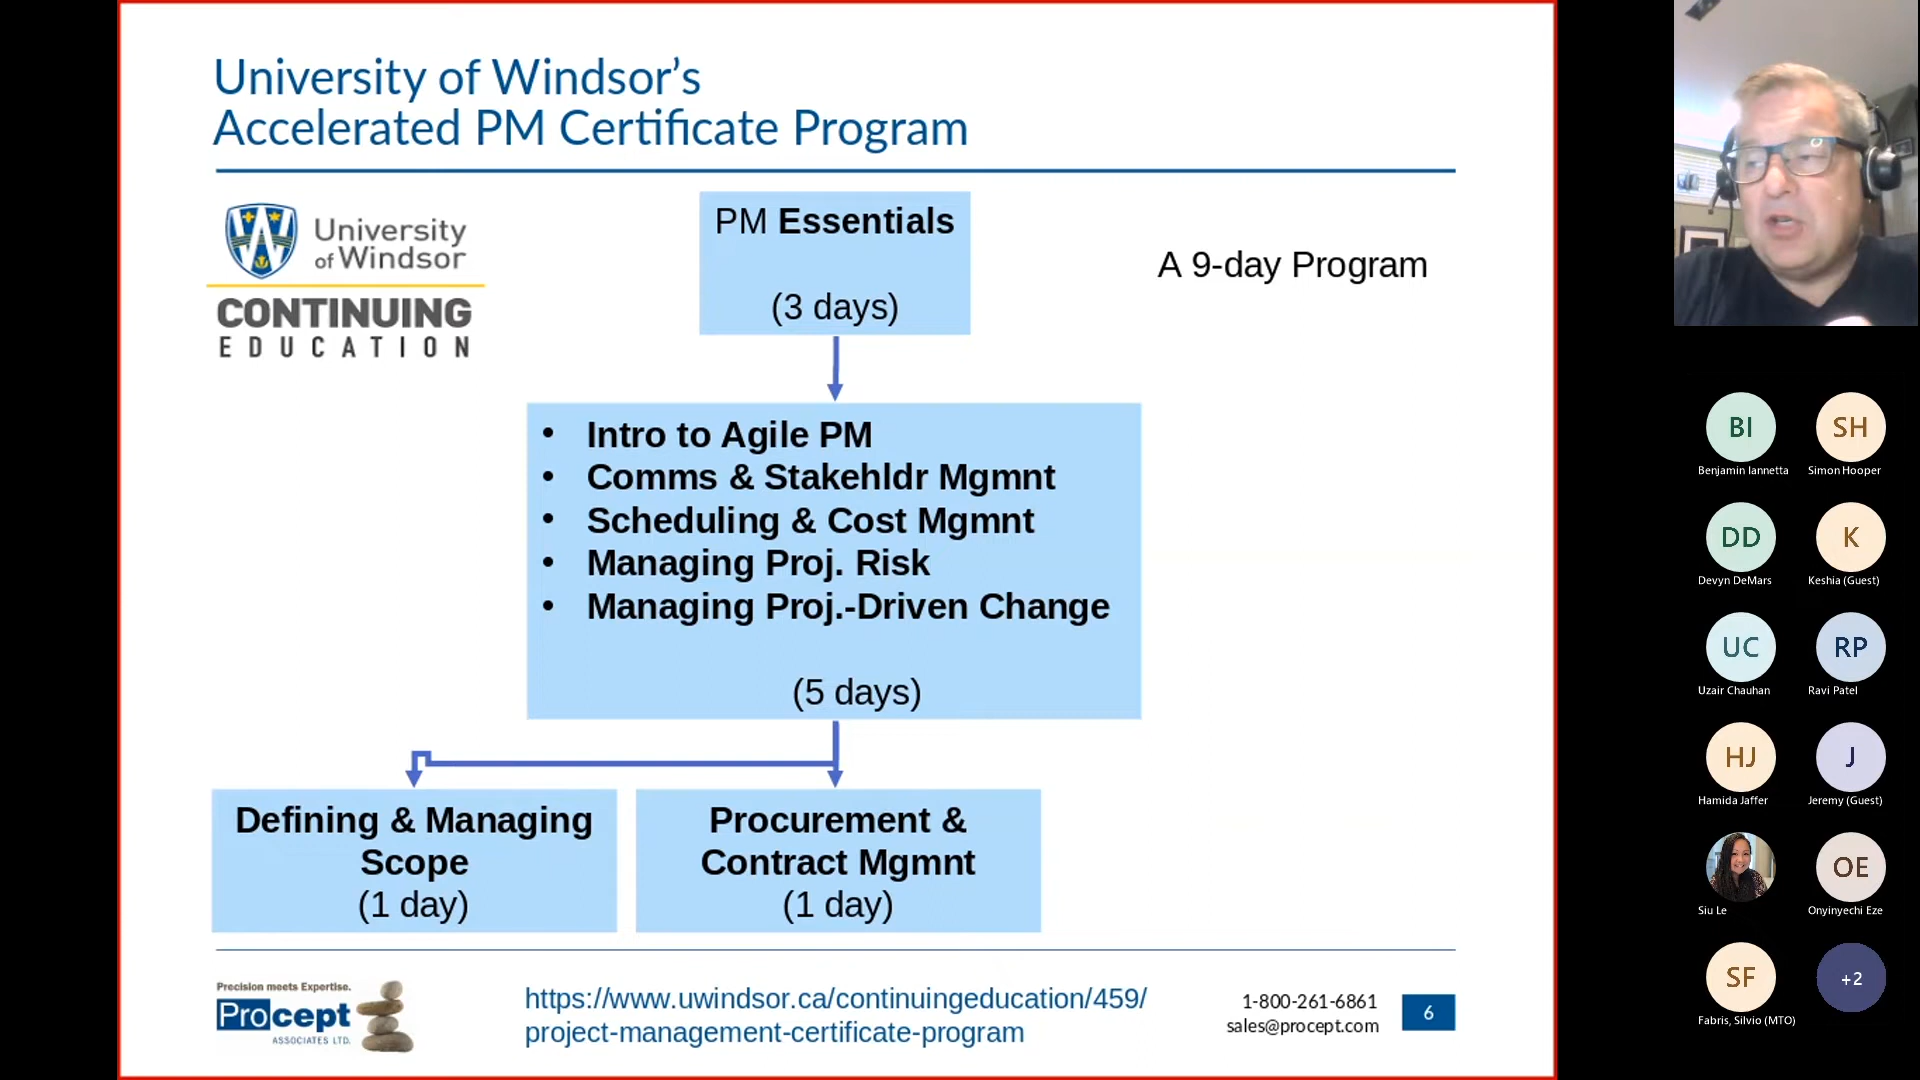 University of Windsor’s
Accelerated PM Certificate Program
University
of Windsor
CONTINUING
EDUCATION
PM Essentials
(3 days)
A 9-day Program
• Intro to Agile PM
• Comms & Stakehldr Mgmnt
• Scheduling & Cost Mgmnt
• Managing Proj. Risk
• Managing Proj.-Driven Change
(5 days)
Defining & Managing
Scope
(1 day)
Procurement &
Contract Mgmnt
(1 day)
Precision meets Expertise.
Procept
ASSOCIATES LTD.
https://www.uwindsor.ca/continuingeducation/459/
project-management-certificate-program
1-800-261-6861
sales@procept.com
6
BI
Benjamin Iannetta
SH
Simon Hooper
DD
Devyn DeMars
K
Keshia (Guest)
UC
Uzair Chauhan
RP
Ravi Patel
HJ
Hamida Jaffer
J
Jeremy (Guest)
Siu Le
OE
Onyinyechi Eze
SF
Fabris, Silvio (MTO)
+2